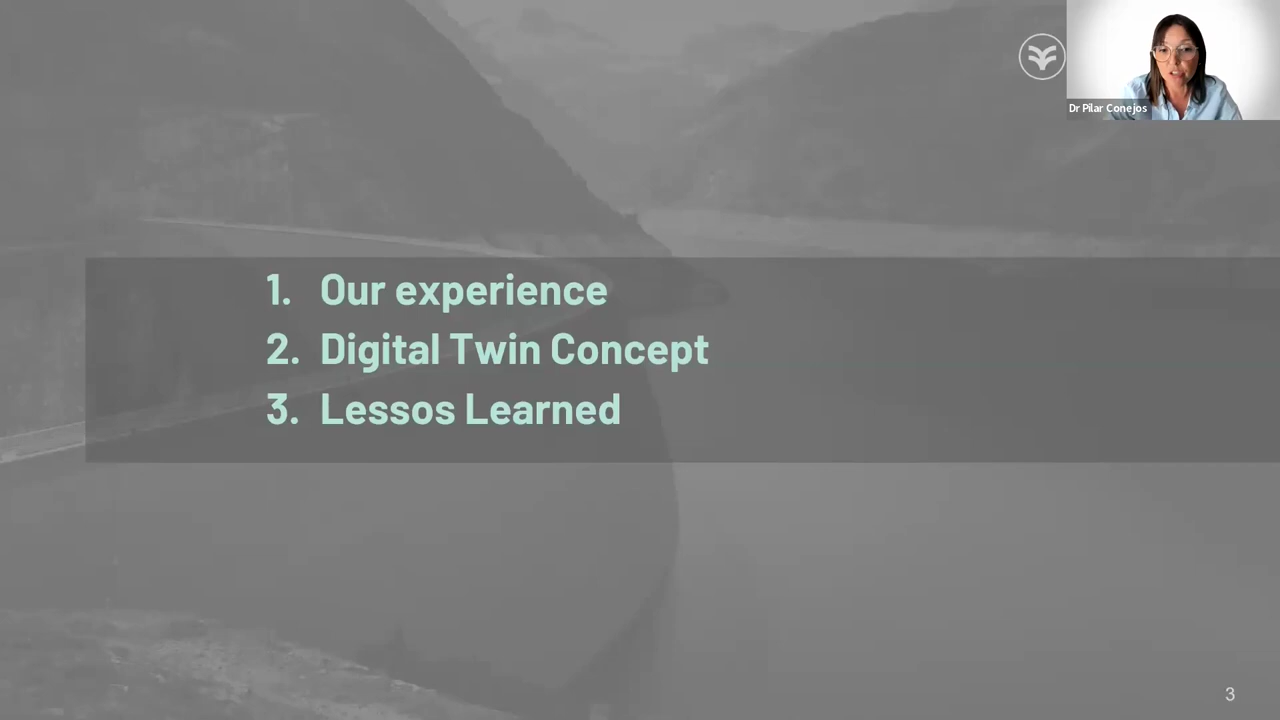 Dr Pilar Conejos
1. Our experience
2. Digital Twin Concept
3. Lessos Learned
3